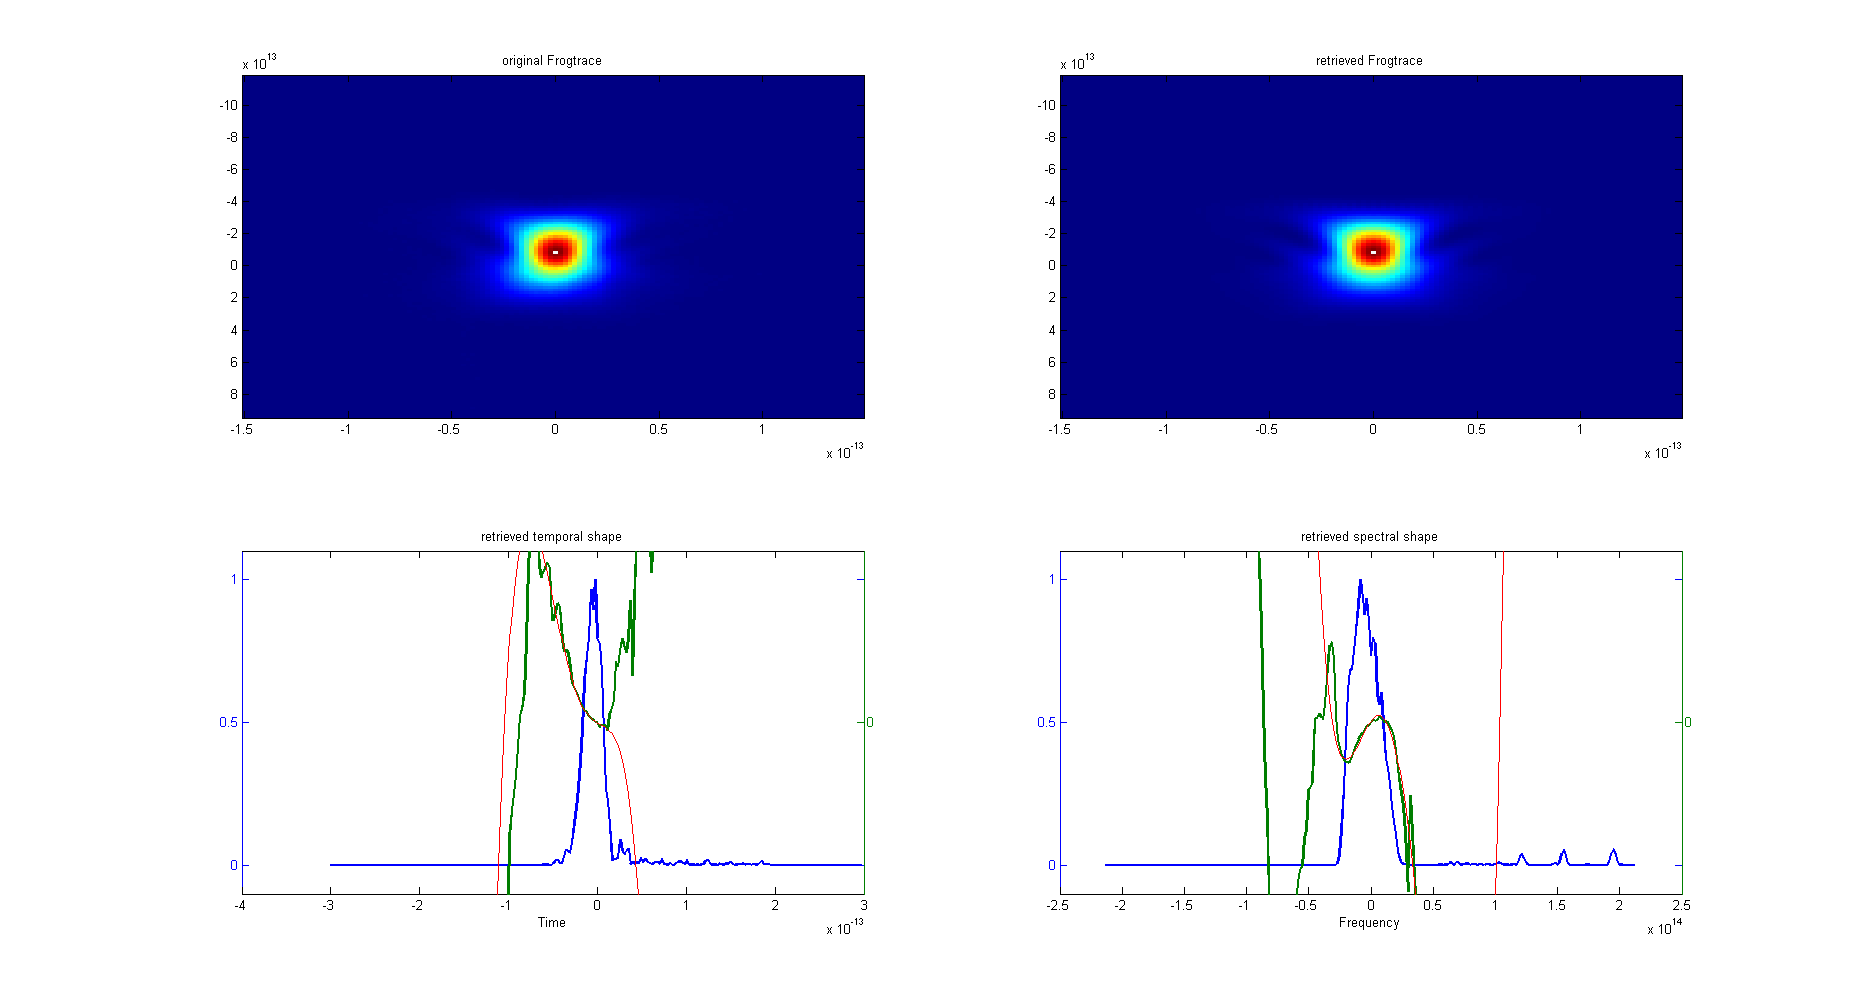 original Frogtrace
x 10^13
-10
-8
-6
-4
-2
0
2
4
6
8
-1.5 -1 -0.5 0 0.5 1
x 10^-13
retrieved Frogtrace
x 10^13
-10
-8
-6
-4
-2
0
2
4
6
8
-1.5 -1 -0.5 0 0.5 1
x 10^-13
retrieved temporal shape
1
0.5 0
0
-4 -3 -2 -1 0 1 2 3
Time
x 10^-13
retrieved spectral shape
1
0.5 0
0
-2.5 -2 -1.5 -1 -0.5 0 0.5 1 1.5 2 2.5
Frequency
x 10^14